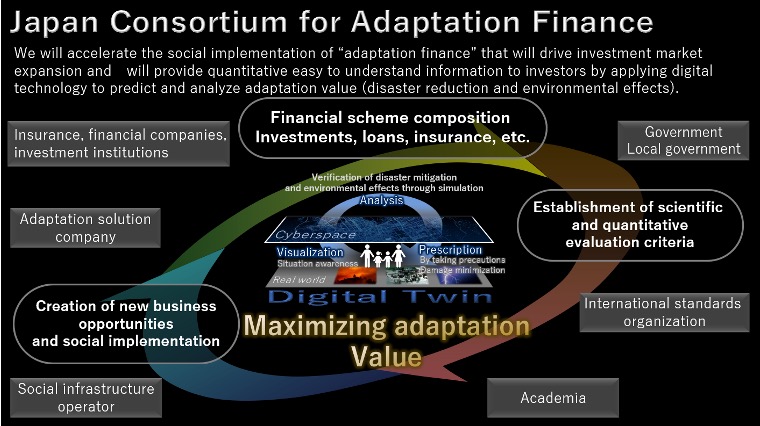 Japan Consortium for Adaptation Finance
We will accelerate the social implementation of “adaptation finance” that will drive investment market
expansion and will provide quantitative easy to understand information to investors by applying digital
technology to predict and analyze adaptation value (disaster reduction and environmental effects).
Financial scheme composition
Investments, loans, insurance, etc.
Insurance, financial companies,
investment institutions
Government
Local government
Verification of disaster mitigation
and environmental effects through simulation
Analysis
Adaptation solution
company
Establishment of scientific
and quantitative
evaluation criteria
Cyberspace
Visualization
Situation awareness
Prescription
By taking precautions
Damage minimization
Real world
Digital Twin
Creation of new business
opportunities
and social implementation
International standards
organization
Maximizing adaptation
Value
Social infrastructure
operator
Academia